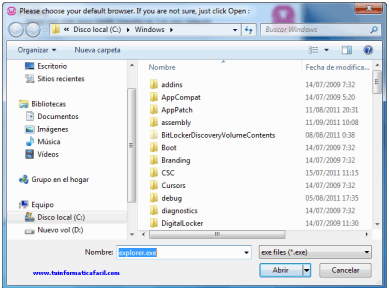 Please choose your default browser. If you are not sure, just click Open :
« Disco local (C:) ▸ Windows ▸
Buscar Windows
Organizar ▾ Nueva carpeta
Nombre Fecha de modifica...
Escritorio
Sitios recientes
Bibliotecas
Documentos
Imágenes
Música
Vídeos
Grupo en el hogar
Equipo
Disco local (C:)
Nuevo vol (D:)
addins 14/07/2009 7:32
AppCompat 14/07/2009 5:20
AppPatch 11/08/2011 20:31
assembly 11/09/2011 10:08
BitLockerDiscoveryVolumeContents 08/08/2011 0:38
Boot 14/07/2009 7:32
Branding 14/07/2009 7:32
CSC 15/07/2011 11:15
Cursors 14/07/2009 7:32
debug 05/08/2011 17:35
diagnostics 14/07/2009 7:32
DigitalLocker 14/07/2009 11:30
Nombre: explorer.exe exe files (*.exe)
www.tuinformaticafacil.com
Abrir Cancelar